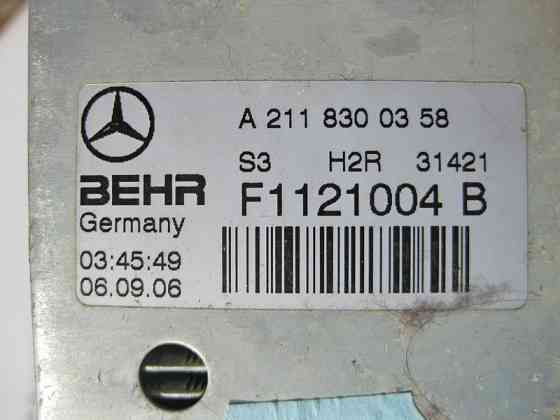 A 211 830 03 58
S3 H2R 31421
BEHR F1121004 B
Germany
03:45:49
06.09.06